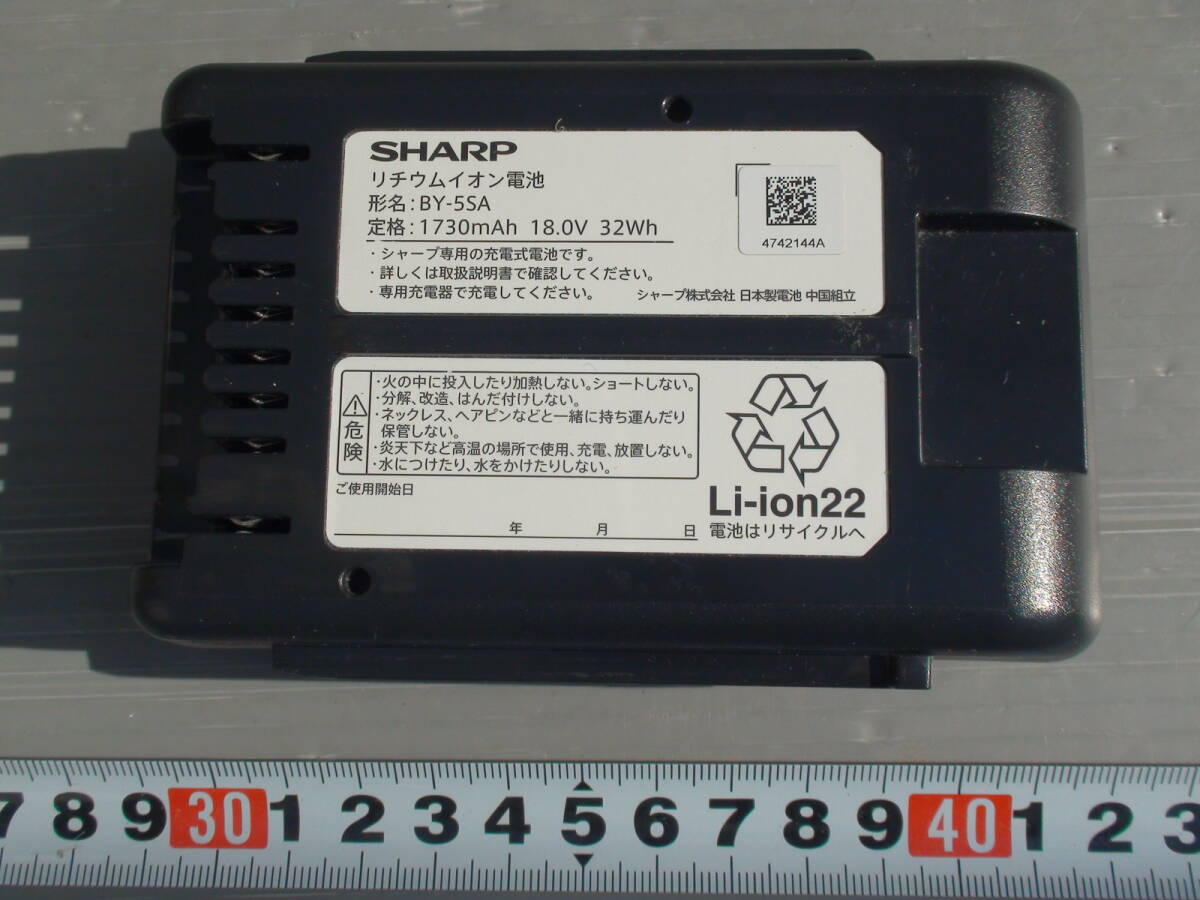 SHARP
リチウムイオン電池
形名:BY-5SA
定格:1730mAh 18.0V 32Wh
・シャープ専用の充電式電池です。
・詳しくは取扱説明書で確認してください。
・専用充電器で充電してください。
シャープ株式会社 日本製電池 中国組立
4742144A
危険
・火の中に投入したり加熱しない。ショートしない。
・分解、改造、はんだ付けしない。
・ネックレス、ヘアピンなどと一緒に持ち運んだり
保管しない。
・炎天下など高温の場所で使用、充電、放置しない。
・水につけたり、水をかけたりしない。
ご使用開始日
年 月 日
Li-ion22
電池はリサイクルへ
7 8 9 30 1 2 3 4 5 6 7 8 9 40 1 2 3